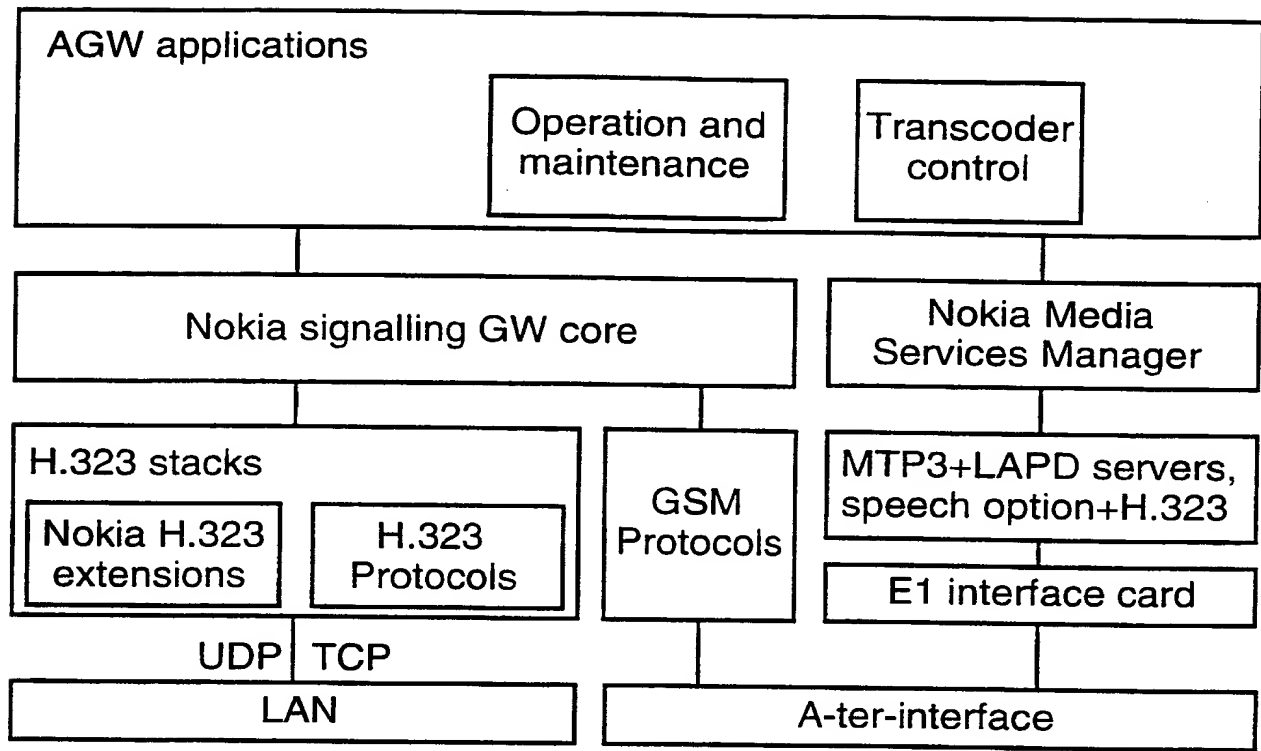 AGW applications
Operation and
maintenance
Transcoder
control
Nokia signalling GW core
Nokia Media
Services Manager
H.323 stacks
Nokia H.323
extensions
H.323
Protocols
GSM
Protocols
MTP3+LAPD servers,
speech option+H.323
E1 interface card
UDP TCP
LAN
A-ter-interface